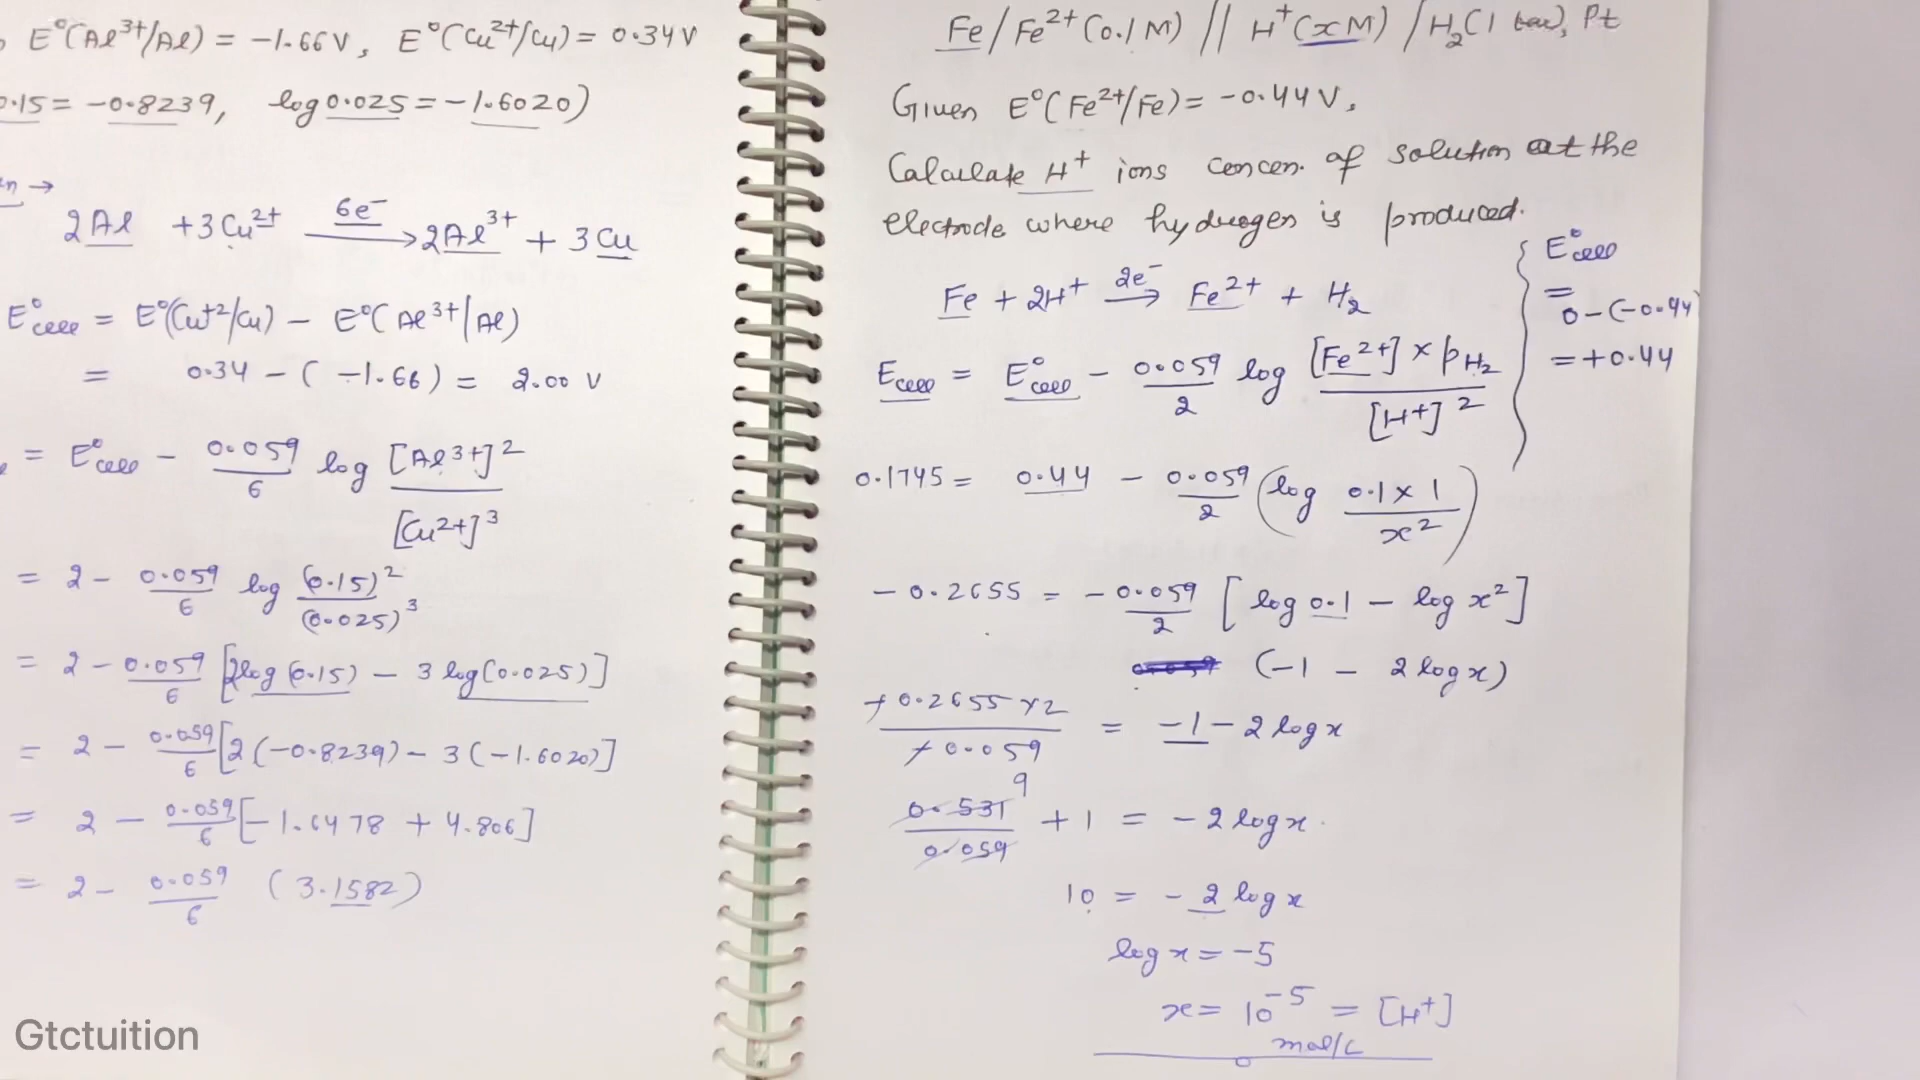 E°(Al³⁺/Al) = -1.66V, E°(Cu²⁺/Cu) = 0.34V
0.15 = -0.8239, log 0.025 = -1.6020)
2Al + 3Cu²⁺ 6e⁻ → 2Al³⁺ + 3Cu
E°cell = E°(Cu⁺²/Cu) - E°(Al³⁺/Al)
= 0.34 - (-1.66) = 2.00 V
= E°cell - 0.059/6 log [Al³⁺]²/[Cu²⁺]³
= 2 - 0.059/6 log (0.15)²/(0.025)³
= 2 - 0.059/6 [2log(0.15) - 3 log(0.025)]
= 2 - 0.059/6 [2(-0.8239) - 3(-1.6020)]
= 2 - 0.059/6 [-1.6478 + 4.806]
= 2 - 0.059/6 (3.1582)
Fe/Fe²⁺(0.1M) // H⁺(xM) /H₂(1 bar), Pt
Given E°(Fe²⁺/Fe) = -0.44V,
Calculate H⁺ ions concen. of solution at the
electrode where hydrogen is produced.
Fe + 2H⁺ 2e⁻ → Fe²⁺ + H₂
Ecell = E°cell - 0.059/2 log [Fe²⁺] × pH₂/[H⁺]²
E°cell
=
0-(-0.44)
= +0.44
0.1745 = 0.44 - 0.059/2 (log 0.1×1/x²)
-0.2655 = -0.059/2 [log 0.1 - log x²]
(-1 - 2 log x)
+0.2655×2/+0.059 = -1 - 2 log x
9
0.531/0.059 + 1 = -2 log x.
10 = -2 log x
log x = -5
x = 10⁻⁵ = [H⁺]
mol/L
Gtctuition